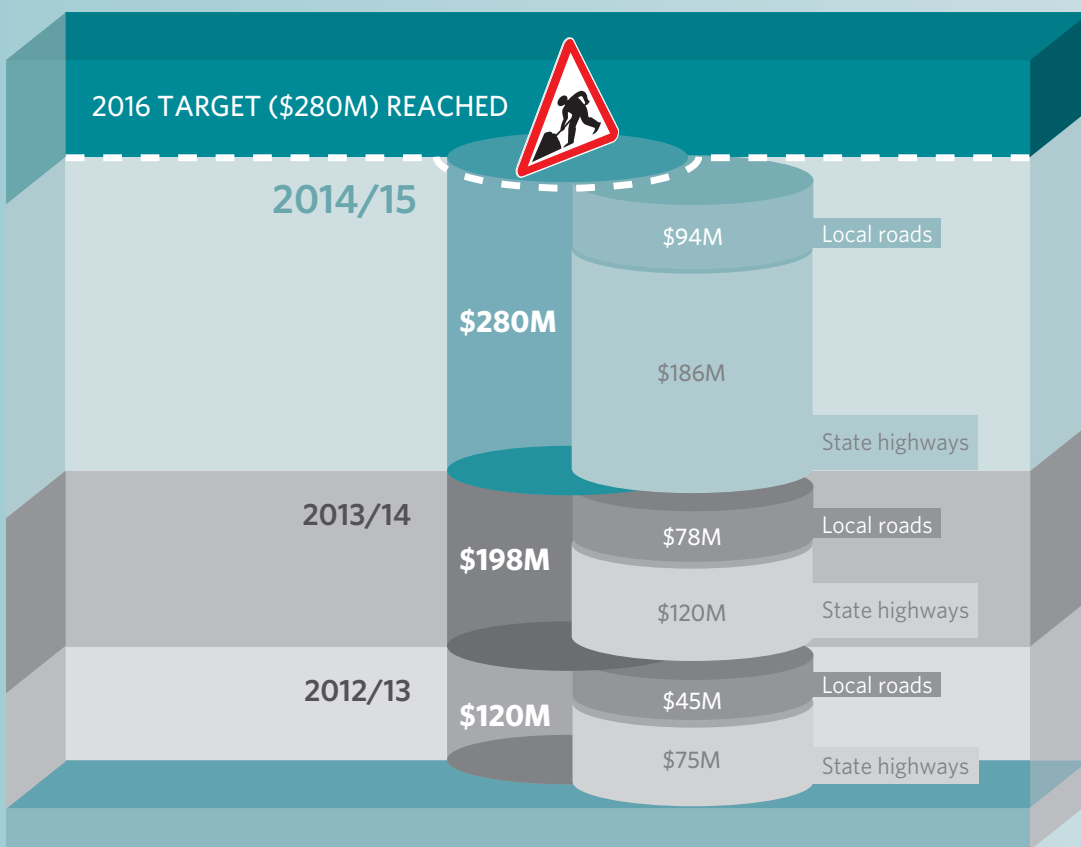 2016 TARGET ($280M) REACHED
2014/15
$94M
Local roads
$280M
$186M
State highways
2013/14
$78M
Local roads
$198M
$120M
State highways
2012/13
$45M
Local roads
$120M
$75M
State highways